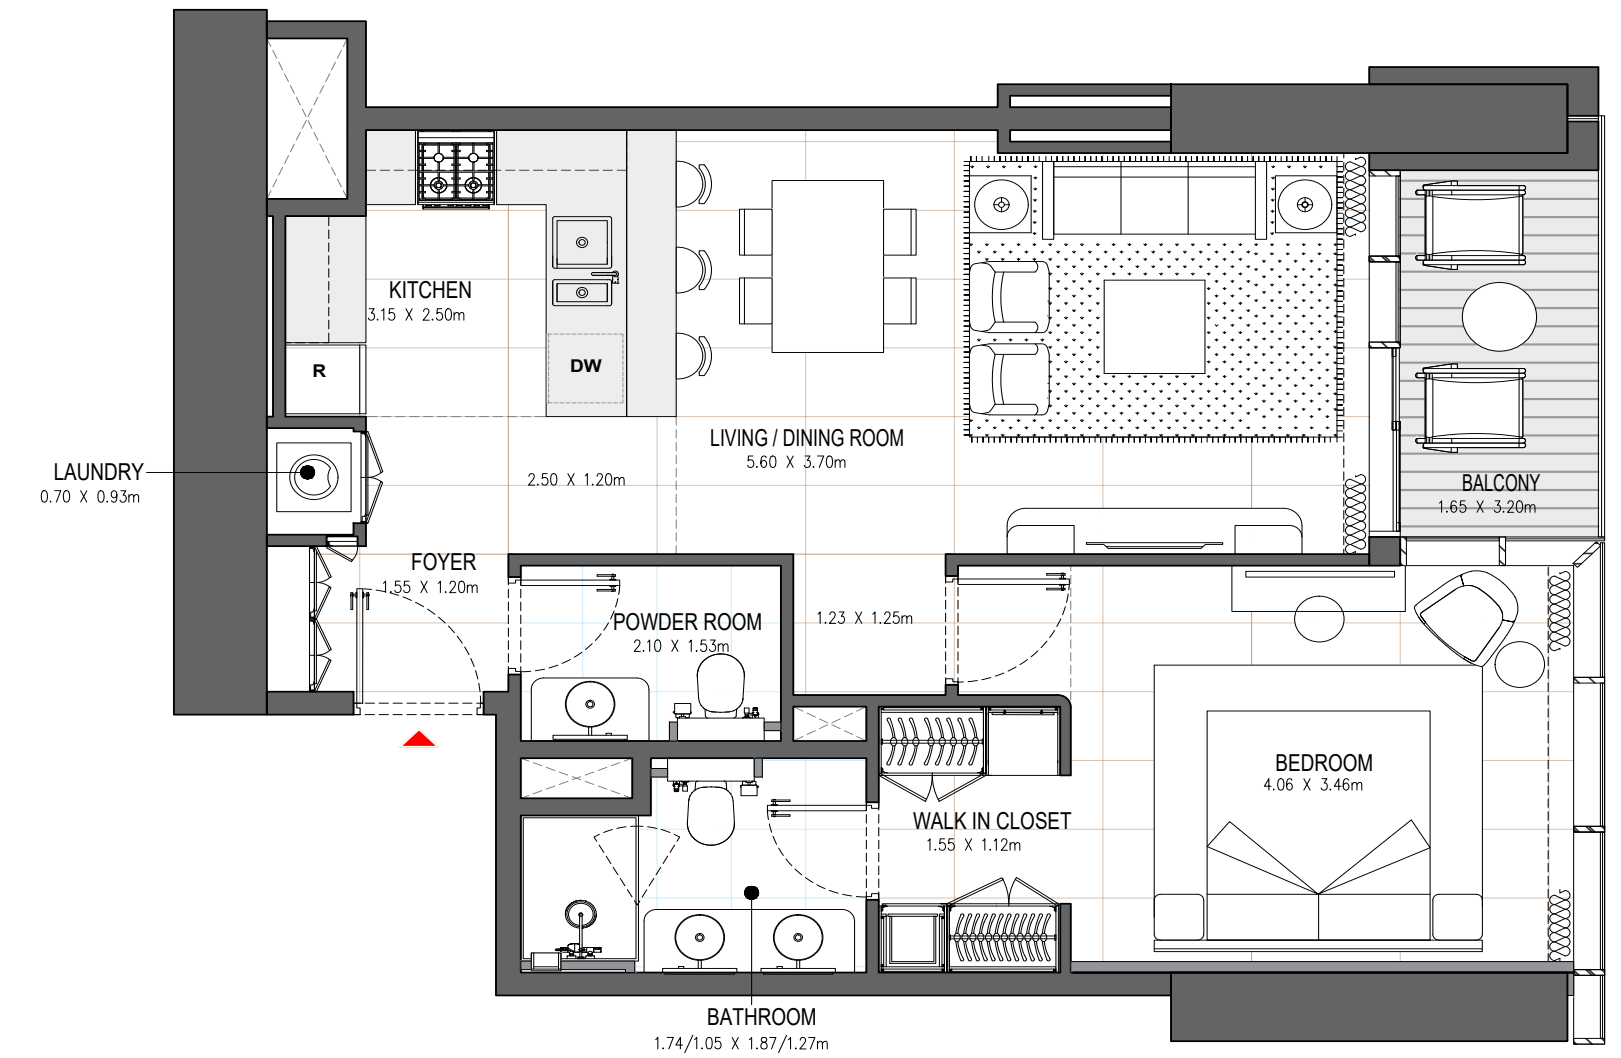 KITCHEN
3.15 X 2.50m
R
DW
LIVING / DINING ROOM
5.60 X 3.70m
LAUNDRY
0.70 X 0.93m
2.50 X 1.20m
BALCONY
1.65 X 3.20m
FOYER
1.55 X 1.20m
POWDER ROOM
2.10 X 1.53m
1.23 X 1.25m
BEDROOM
4.06 X 3.46m
WALK IN CLOSET
1.55 X 1.12m
BATHROOM
1.74/1.05 X 1.87/1.27m